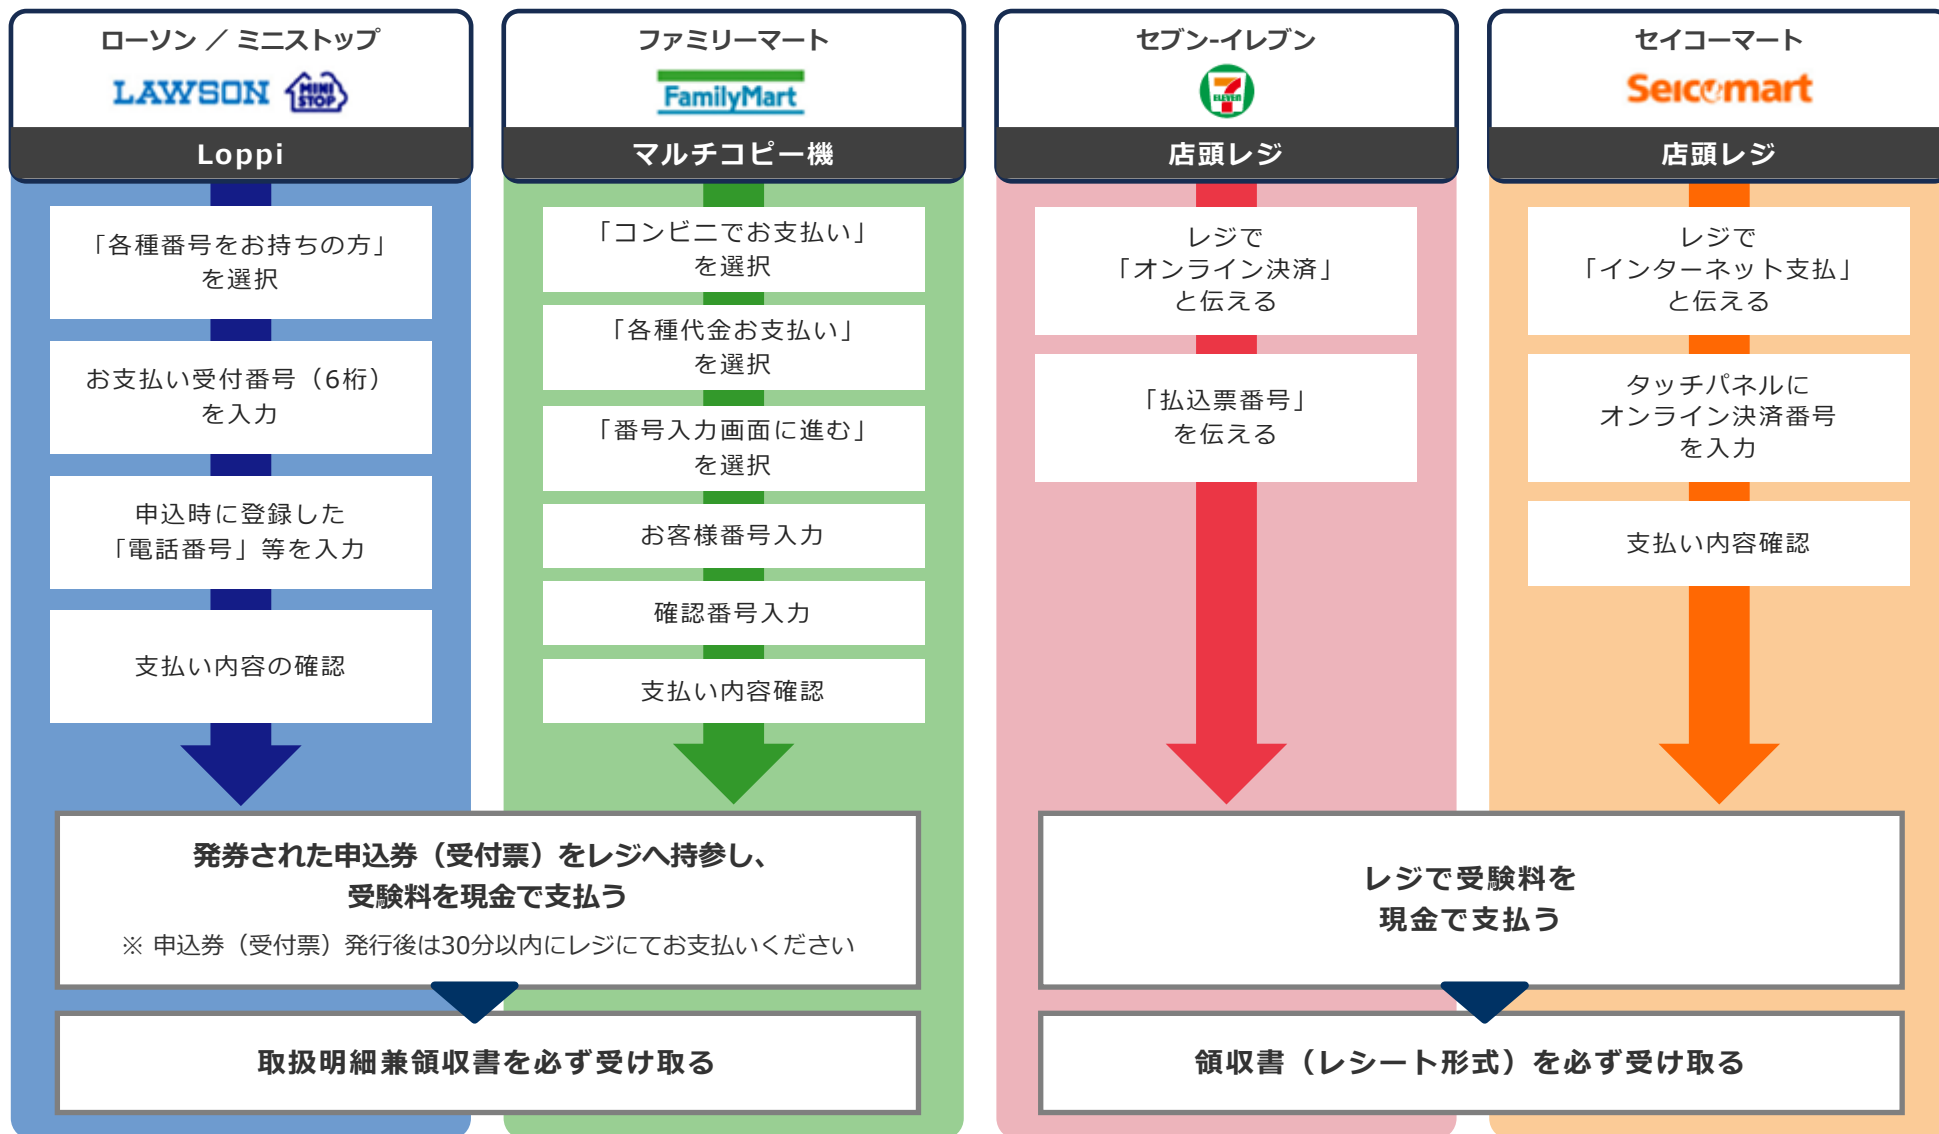 ローソン ／ ミニストップ
LAWSON MINI STOP
Loppi
「各種番号をお持ちの方」
を選択
お支払い受付番号（6桁）
を入力
申込時に登録した
「電話番号」等を入力
支払い内容の確認
ファミリーマート
FamilyMart
マルチコピー機
「コンビニでお支払い」
を選択
「各種代金お支払い」
を選択
「番号入力画面に進む」
を選択
お客様番号入力
確認番号入力
支払い内容確認
発券された申込券（受付票）をレジへ持参し、
受験料を現金で支払う
※ 申込券（受付票）発行後は30分以内にレジにてお支払いください
取扱明細兼領収書を必ず受け取る
セブン-イレブン
7 ELEVEN
店頭レジ
レジで
「オンライン決済」
と伝える
「払込票番号」
を伝える
セイコーマート
Seicomart
店頭レジ
レジで
「インターネット支払」
と伝える
タッチパネルに
オンライン決済番号
を入力
支払い内容確認
レジで受験料を
現金で支払う
領収書（レシート形式）を必ず受け取る